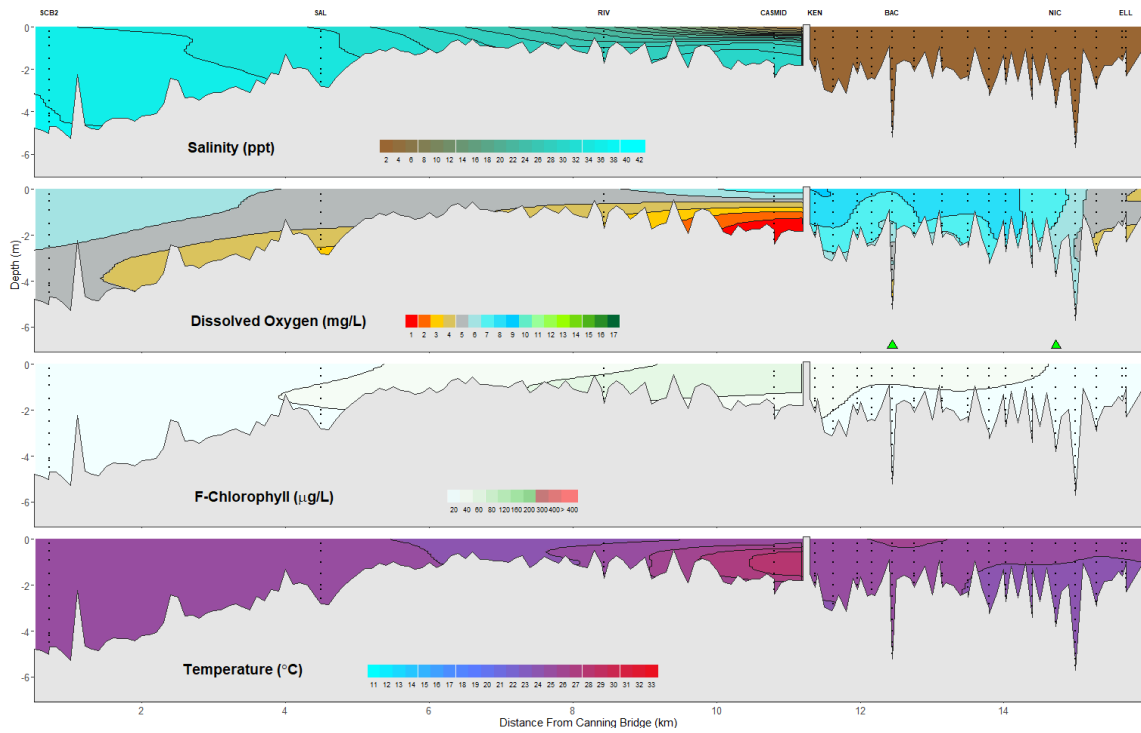 SCB2 SAL RIV CASMID KEN BAC NIC ELL
0
-2
-4
-6
Salinity (ppt)
2 4 6 8 10 12 14 16 18 20 22 24 26 28 30 32 34 36 38 40 42
0
-2
-4
-6
Depth (m)
Dissolved Oxygen (mg/L)
1 2 3 4 5 6 7 8 9 10 11 12 13 14 15 16 17
0
-2
-4
-6
F-Chlorophyll (μg/L)
20 40 60 80 120 160 200 300 400 > 400
0
-2
-4
-6
Temperature (°C)
11 12 13 14 15 16 17 18 19 20 21 22 23 24 25 26 27 28 29 30 31 32 33
2 4 6 8 10 12 14
Distance From Canning Bridge (km)